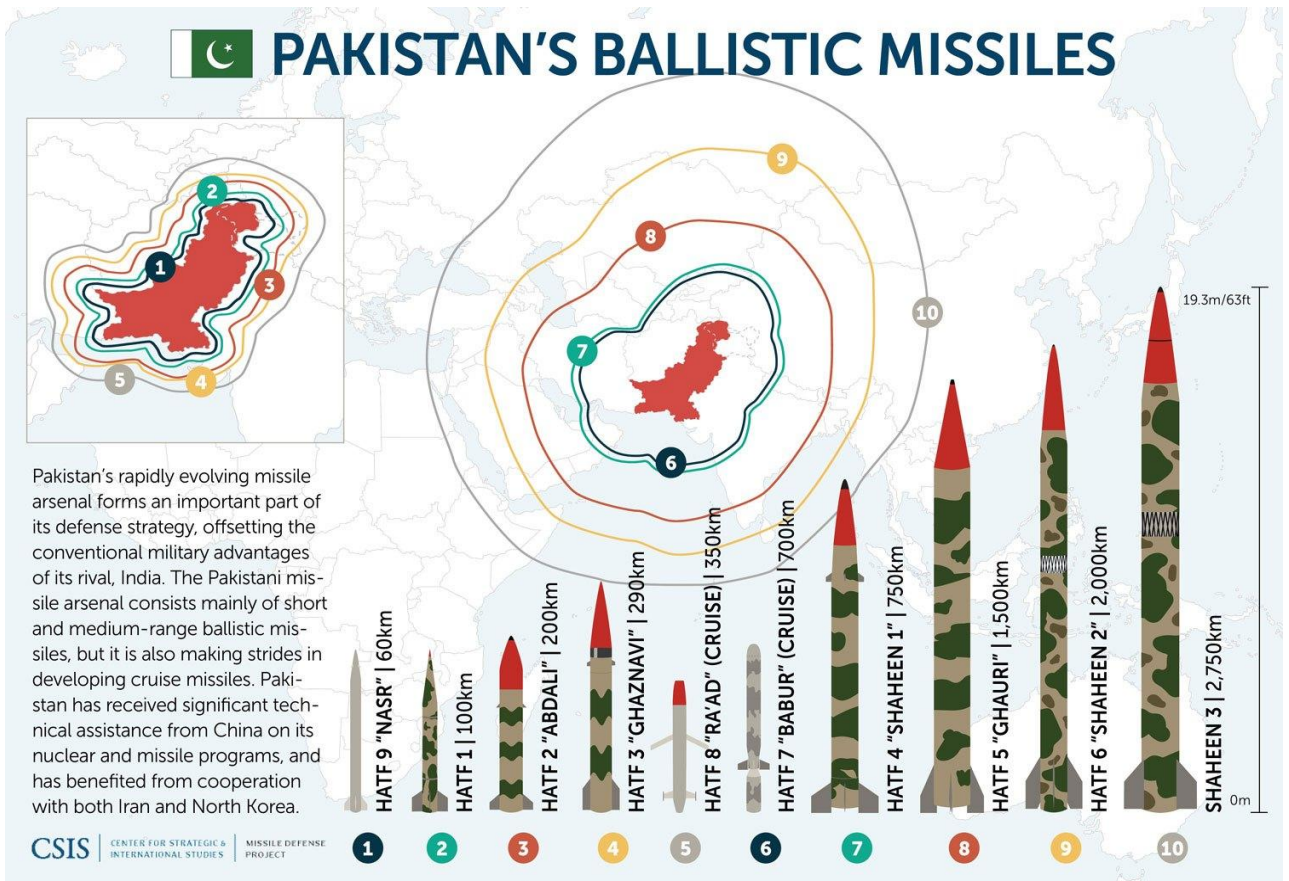 PAKISTAN'S BALLISTIC MISSILES
2
1
3
5
4
9
8
10
7
6
19.3m/63ft
0m
Pakistan's rapidly evolving missile
arsenal forms an important part of
its defense strategy, offsetting the
conventional military advantages
of its rival, India. The Pakistani mis-
sile arsenal consists mainly of short
and medium-range ballistic mis-
siles, but it is also making strides in
developing cruise missiles. Paki-
stan has received significant tech-
nical assistance from China on its
nuclear and missile programs, and
has benefited from cooperation
with both Iran and North Korea.
HATF 9 "NASR" | 60km
HATF 1 | 100km
HATF 2 "ABDALI" | 200km
HATF 3 "GHAZNAVI" | 290km
HATF 8 "RA'AD" (CRUISE) | 350km
HATF 7 "BABUR" (CRUISE) | 700km
HATF 4 "SHAHEEN 1" | 750km
HATF 5 "GHAURI" | 1,500km
HATF 6 "SHAHEEN 2" | 2,000km
SHAHEEN 3 | 2,750km
CSIS
CENTER FOR STRATEGIC &
INTERNATIONAL STUDIES
MISSILE DEFENSE
PROJECT
1
2
3
4
5
6
7
8
9
10